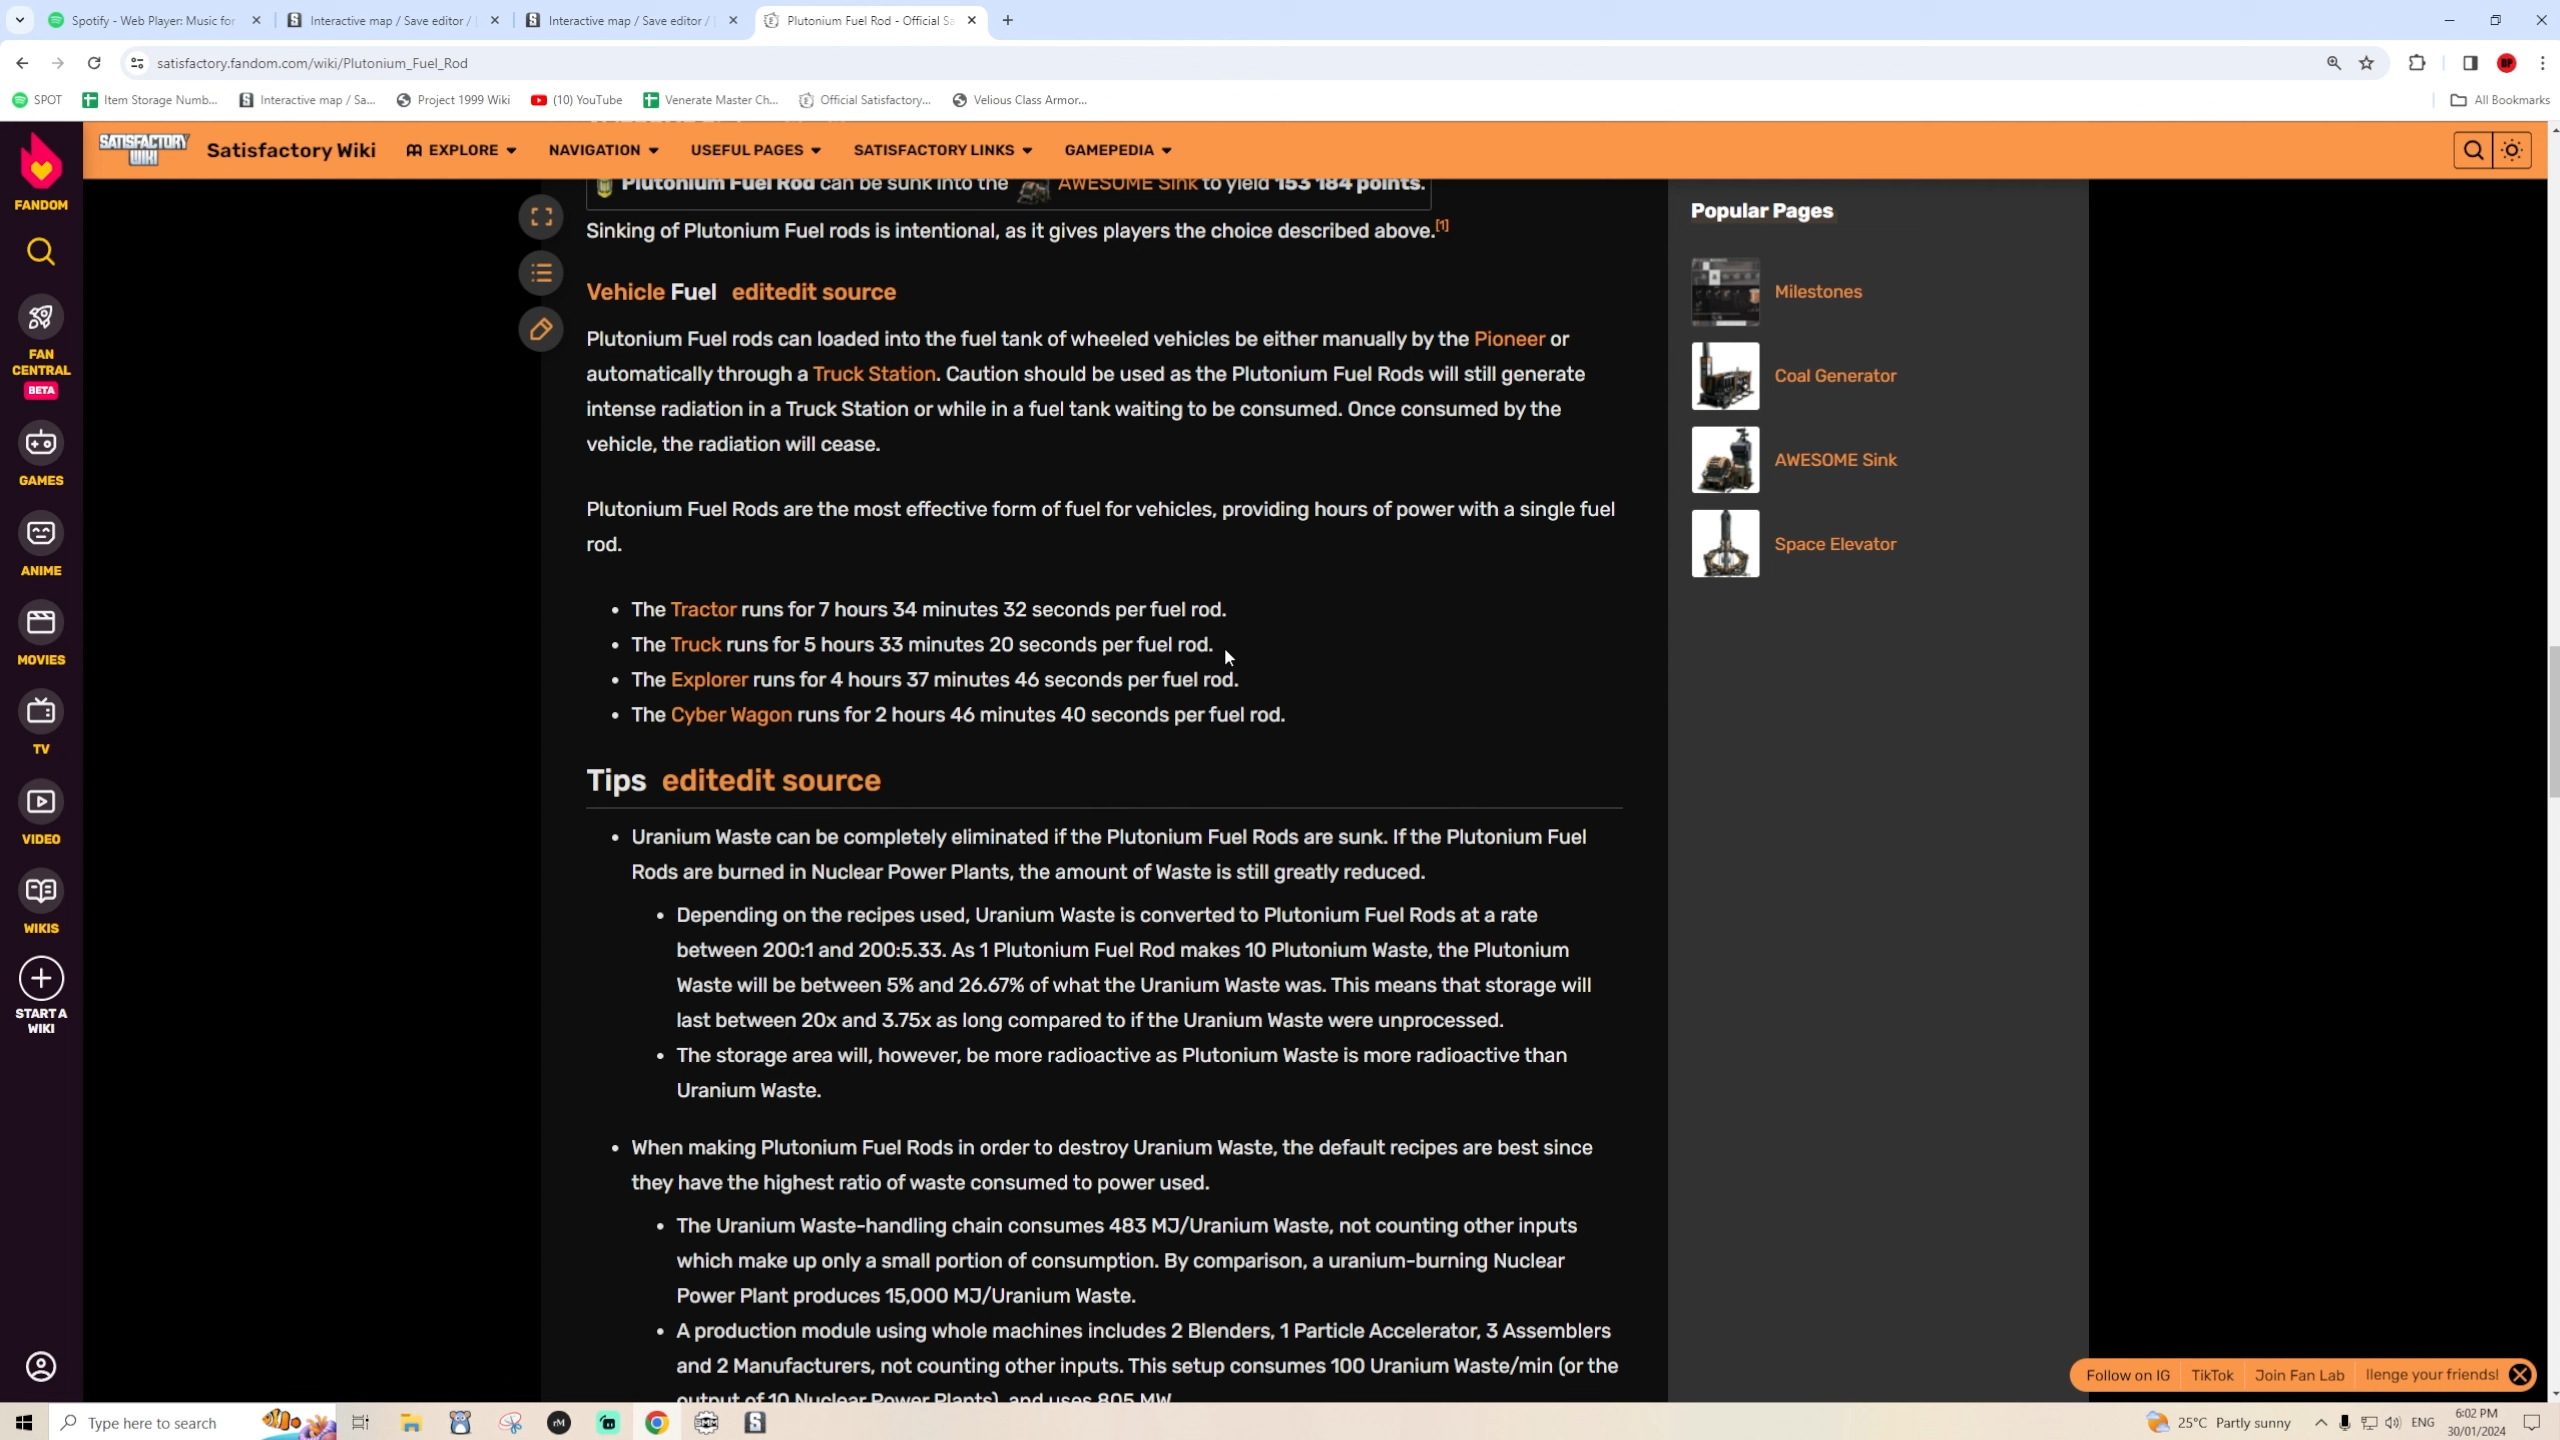 Spotify - Web Player: Music for
Interactive map / Save editor /
Interactive map / Save editor /
Plutonium Fuel Rod - Official Sa
satisfactory.fandom.com/wiki/Plutonium_Fuel_Rod
SPOT
Item Storage Numb...
Interactive map / Sa...
Project 1999 Wiki
(10) YouTube
Venerate Master Ch...
Official Satisfactory...
Velious Class Armor...
All Bookmarks
SATISFACTORY
WIKI
Satisfactory Wiki
EXPLORE
NAVIGATION
USEFUL PAGES
SATISFACTORY LINKS
GAMEPEDIA
FANDOM
FAN
CENTRAL
BETA
GAMES
ANIME
MOVIES
TV
VIDEO
WIKIS
START A
WIKI
Plutonium Fuel Rod can be sunk into the AWESOME Sink to yield 153 184 points.
Sinking of Plutonium Fuel rods is intentional, as it gives players the choice described above.[1]
Vehicle Fuel editedit source
Plutonium Fuel rods can loaded into the fuel tank of wheeled vehicles be either manually by the Pioneer or
automatically through a Truck Station. Caution should be used as the Plutonium Fuel Rods will still generate
intense radiation in a Truck Station or while in a fuel tank waiting to be consumed. Once consumed by the
vehicle, the radiation will cease.
Plutonium Fuel Rods are the most effective form of fuel for vehicles, providing hours of power with a single fuel
rod.
• The Tractor runs for 7 hours 34 minutes 32 seconds per fuel rod.
• The Truck runs for 5 hours 33 minutes 20 seconds per fuel rod.
• The Explorer runs for 4 hours 37 minutes 46 seconds per fuel rod.
• The Cyber Wagon runs for 2 hours 46 minutes 40 seconds per fuel rod.
Tips editedit source
• Uranium Waste can be completely eliminated if the Plutonium Fuel Rods are sunk. If the Plutonium Fuel
Rods are burned in Nuclear Power Plants, the amount of Waste is still greatly reduced.
• Depending on the recipes used, Uranium Waste is converted to Plutonium Fuel Rods at a rate
between 200:1 and 200:5.33. As 1 Plutonium Fuel Rod makes 10 Plutonium Waste, the Plutonium
Waste will be between 5% and 26.67% of what the Uranium Waste was. This means that storage will
last between 20x and 3.75x as long compared to if the Uranium Waste were unprocessed.
• The storage area will, however, be more radioactive as Plutonium Waste is more radioactive than
Uranium Waste.
• When making Plutonium Fuel Rods in order to destroy Uranium Waste, the default recipes are best since
they have the highest ratio of waste consumed to power used.
• The Uranium Waste-handling chain consumes 483 MJ/Uranium Waste, not counting other inputs
which make up only a small portion of consumption. By comparison, a uranium-burning Nuclear
Power Plant produces 15,000 MJ/Uranium Waste.
• A production module using whole machines includes 2 Blenders, 1 Particle Accelerator, 3 Assemblers
and 2 Manufacturers, not counting other inputs. This setup consumes 100 Uranium Waste/min (or the
output of 10 Nuclear Power Plants), and uses 805 MW.
Popular Pages
Milestones
Coal Generator
AWESOME Sink
Space Elevator
Follow on IG
TikTok
Join Fan Lab
llenge your friends!
Type here to search
25°C Partly sunny
ENG
6:02 PM
30/01/2024